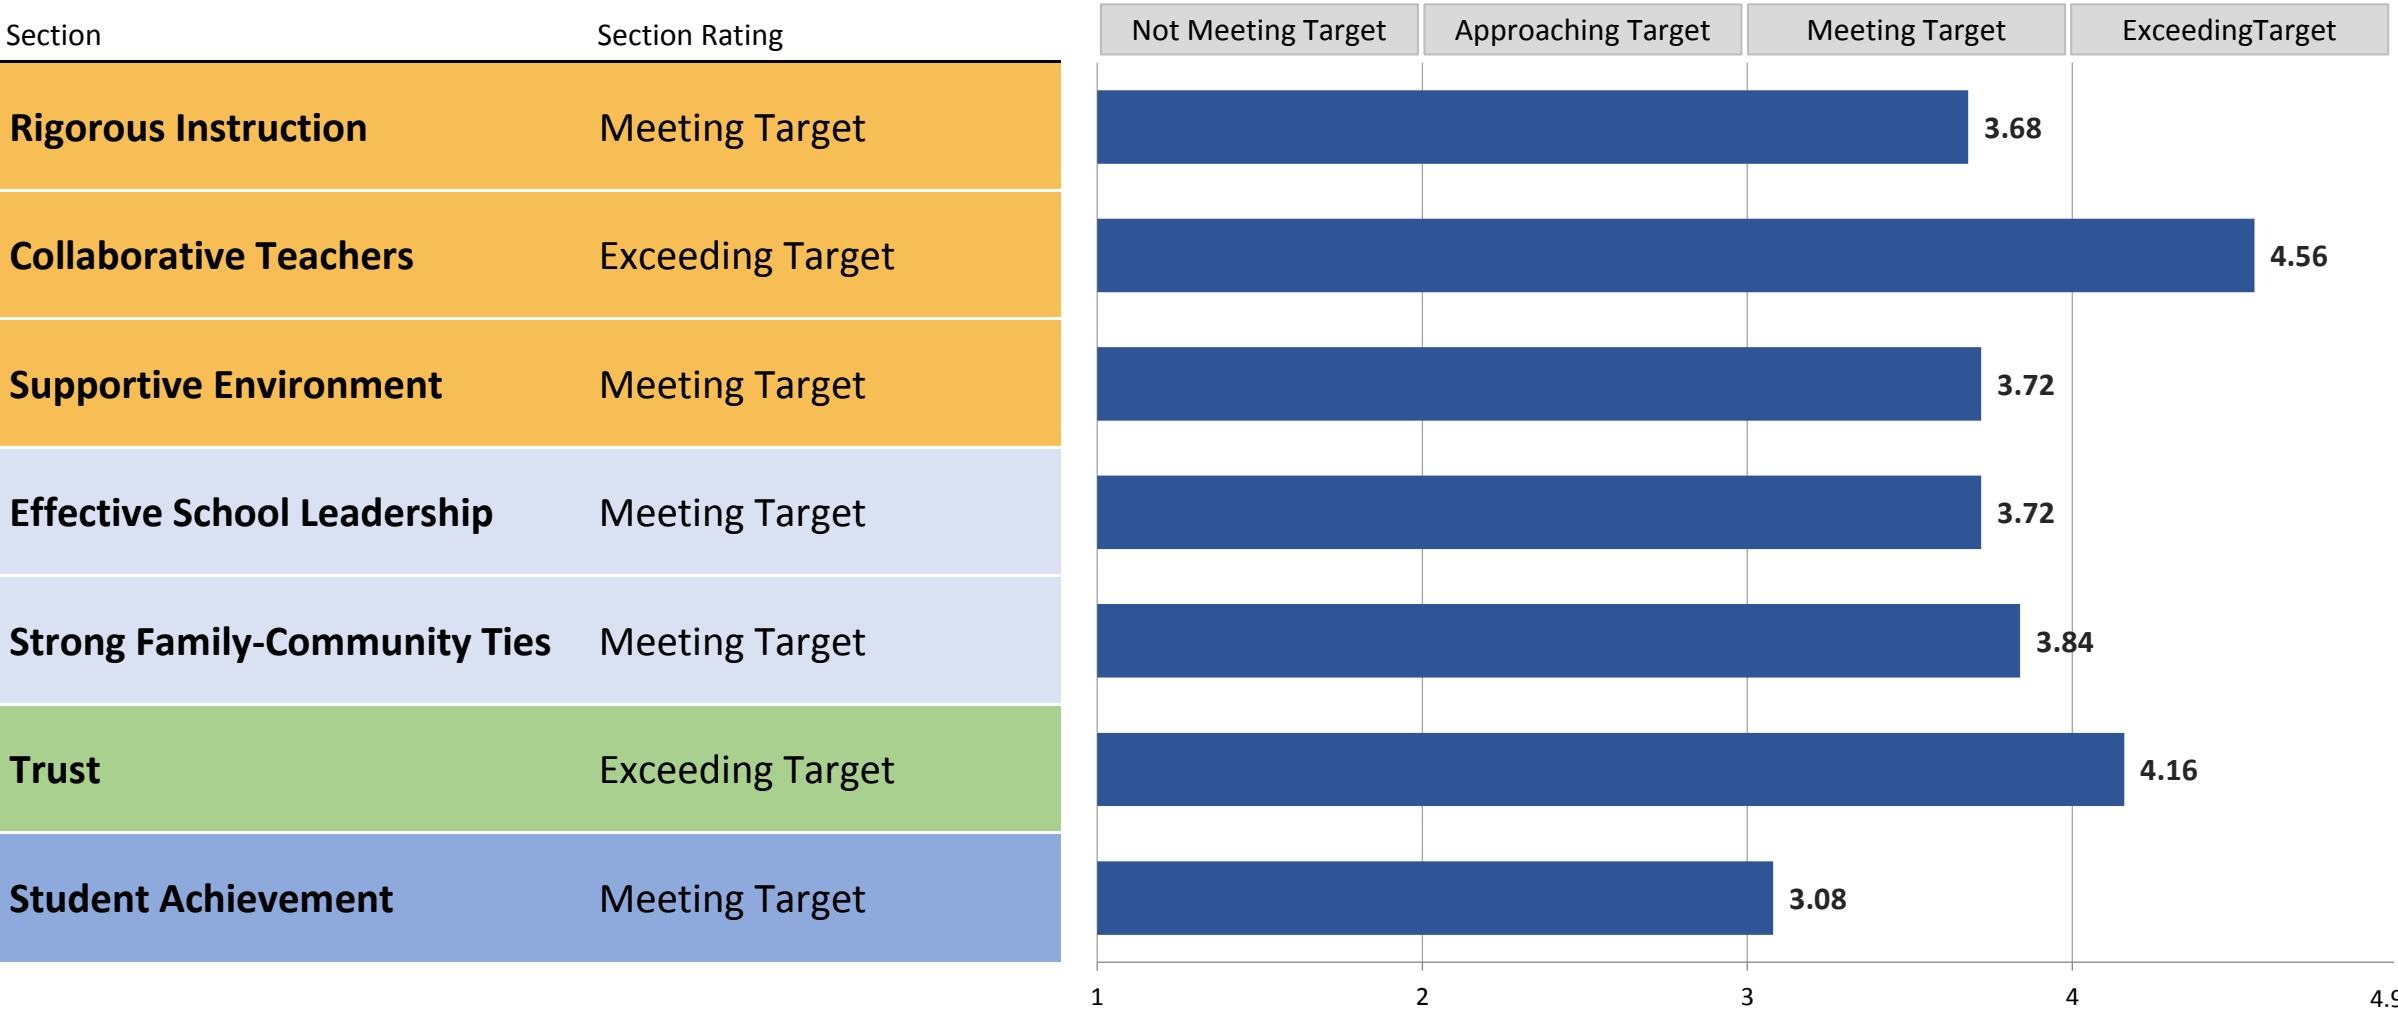 Section Section Rating Not Meeting Target Approaching Target Meeting Target ExceedingTarget
Rigorous Instruction Meeting Target 3.68
Collaborative Teachers Exceeding Target 4.56
Supportive Environment Meeting Target 3.72
Effective School Leadership Meeting Target 3.72
Strong Family-Community Ties Meeting Target 3.84
Trust Exceeding Target 4.16
Student Achievement Meeting Target 3.08
1 2 3 4